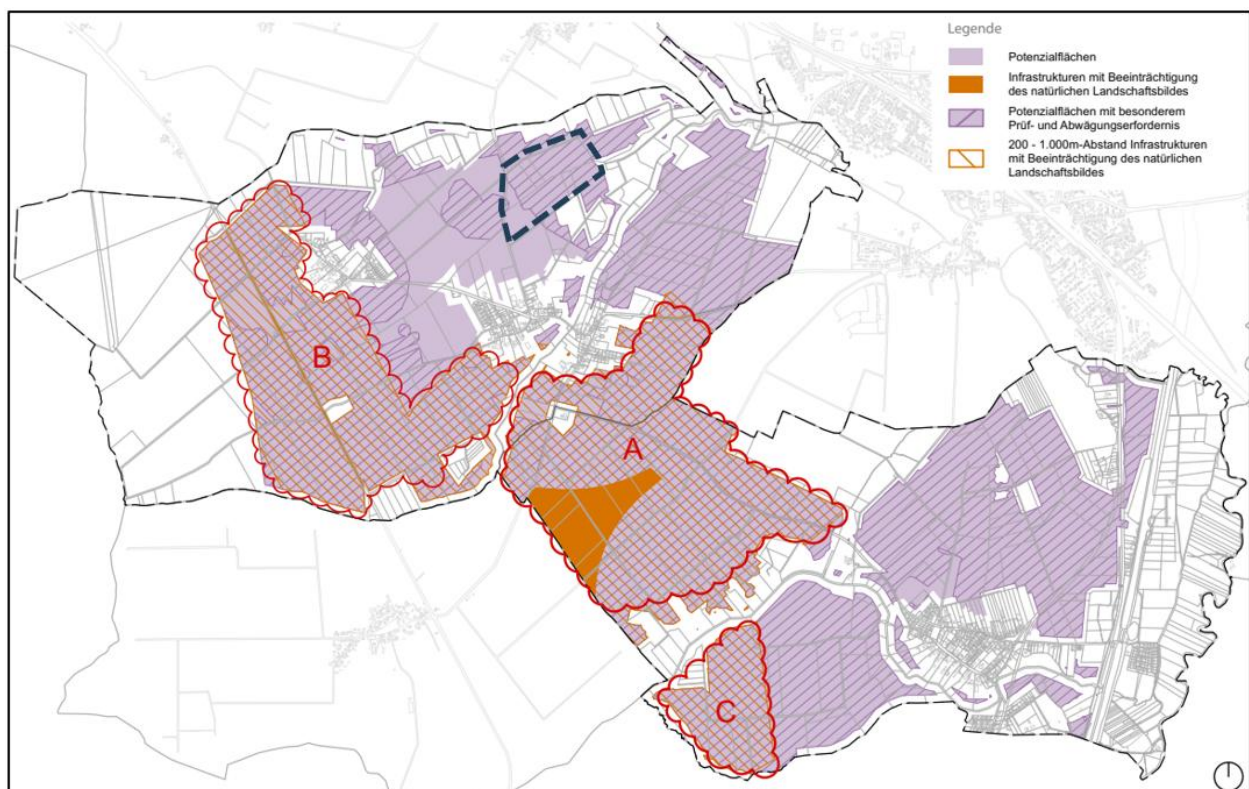 Legende
Potenzialflächen
Infrastrukturen mit Beeinträchtigung
des natürlichen Landschaftsbildes
Potenzialflächen mit besonderem
Prüf- und Abwägungserfordernis
200 - 1.000m-Abstand Infrastrukturen
mit Beeinträchtigung des natürlichen
Landschaftsbildes
B
A
C